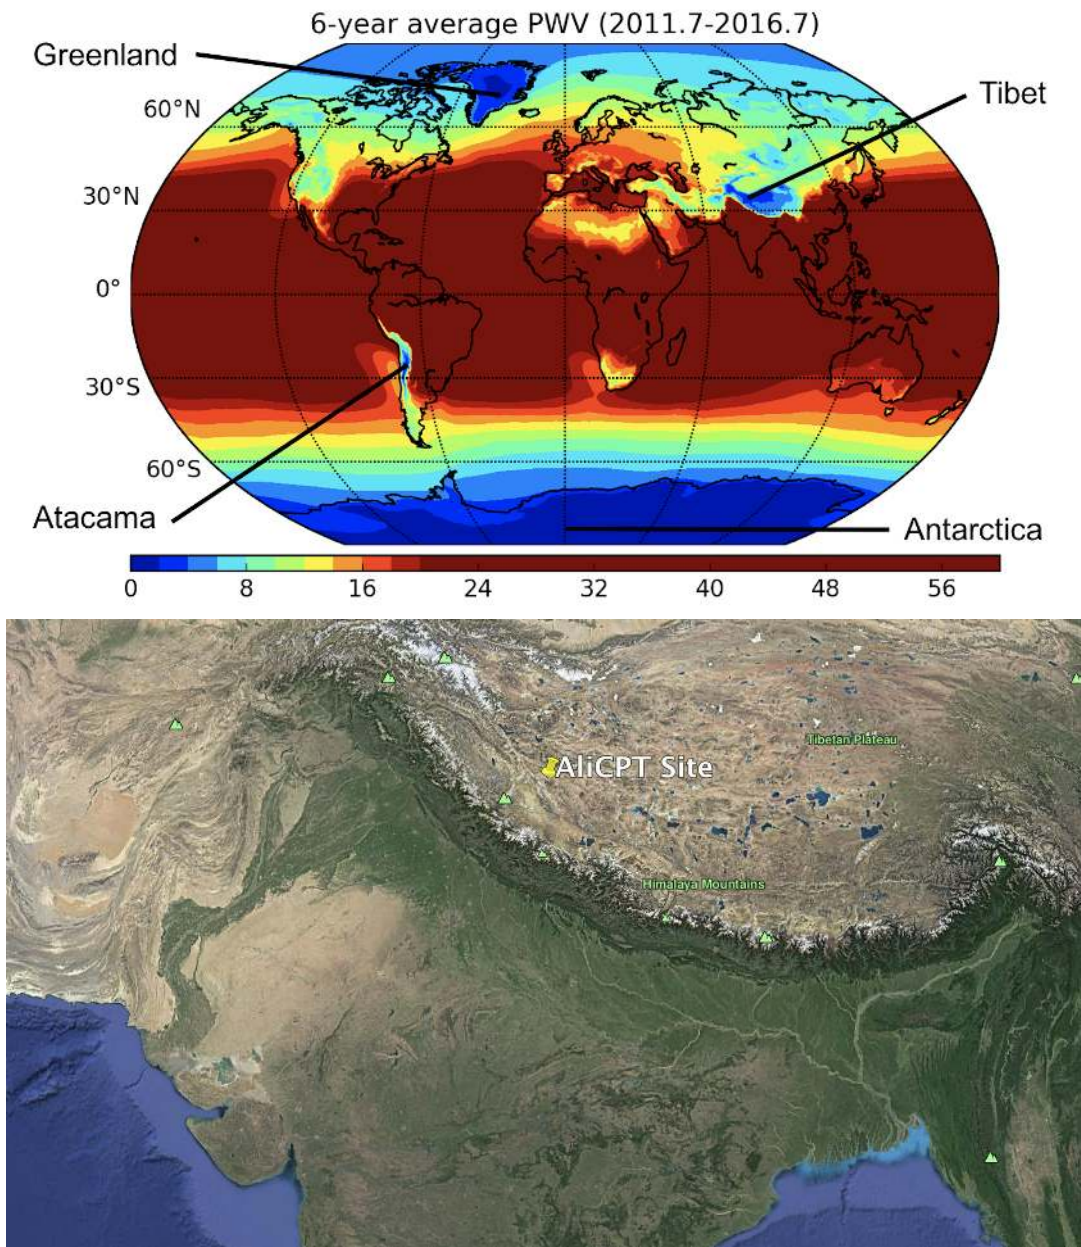 6-year average PWV (2011.7-2016.7)
Greenland
Tibet
60°N
30°N
0°
30°S
60°S
Atacama
Antarctica
0 8 16 24 32 40 48 56
Tibetan Plateau
AliCPT Site
Himalaya Mountains